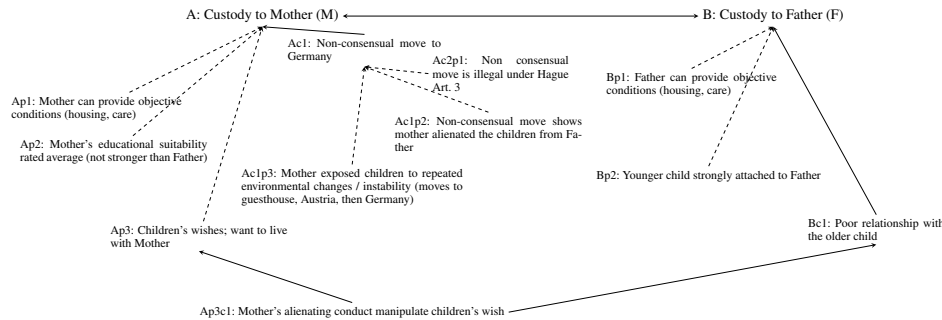 A: Custody to Mother (M)
B: Custody to Father (F)
Ac1: Non-consensual move to
Germany
Ac2p1: Non consensual
move is illegal under Hague
Art. 3
Bp1: Father can provide objective
conditions (housing, care)
Ap1: Mother can provide objective
conditions (housing, care)
Ac1p2: Non-consensual move shows
mother alienated the children from Fa-
ther
Ap2: Mother's educational suitability
rated average (not stronger than Father)
Ac1p3: Mother exposed children to repeated
environmental changes / instability (moves to
guesthouse, Austria, then Germany)
Bp2: Younger child strongly attached to Father
Ap3: Children's wishes; want to live
with Mother
Bc1: Poor relationship with
the older child
Ap3c1: Mother's alienating conduct manipulate children's wish